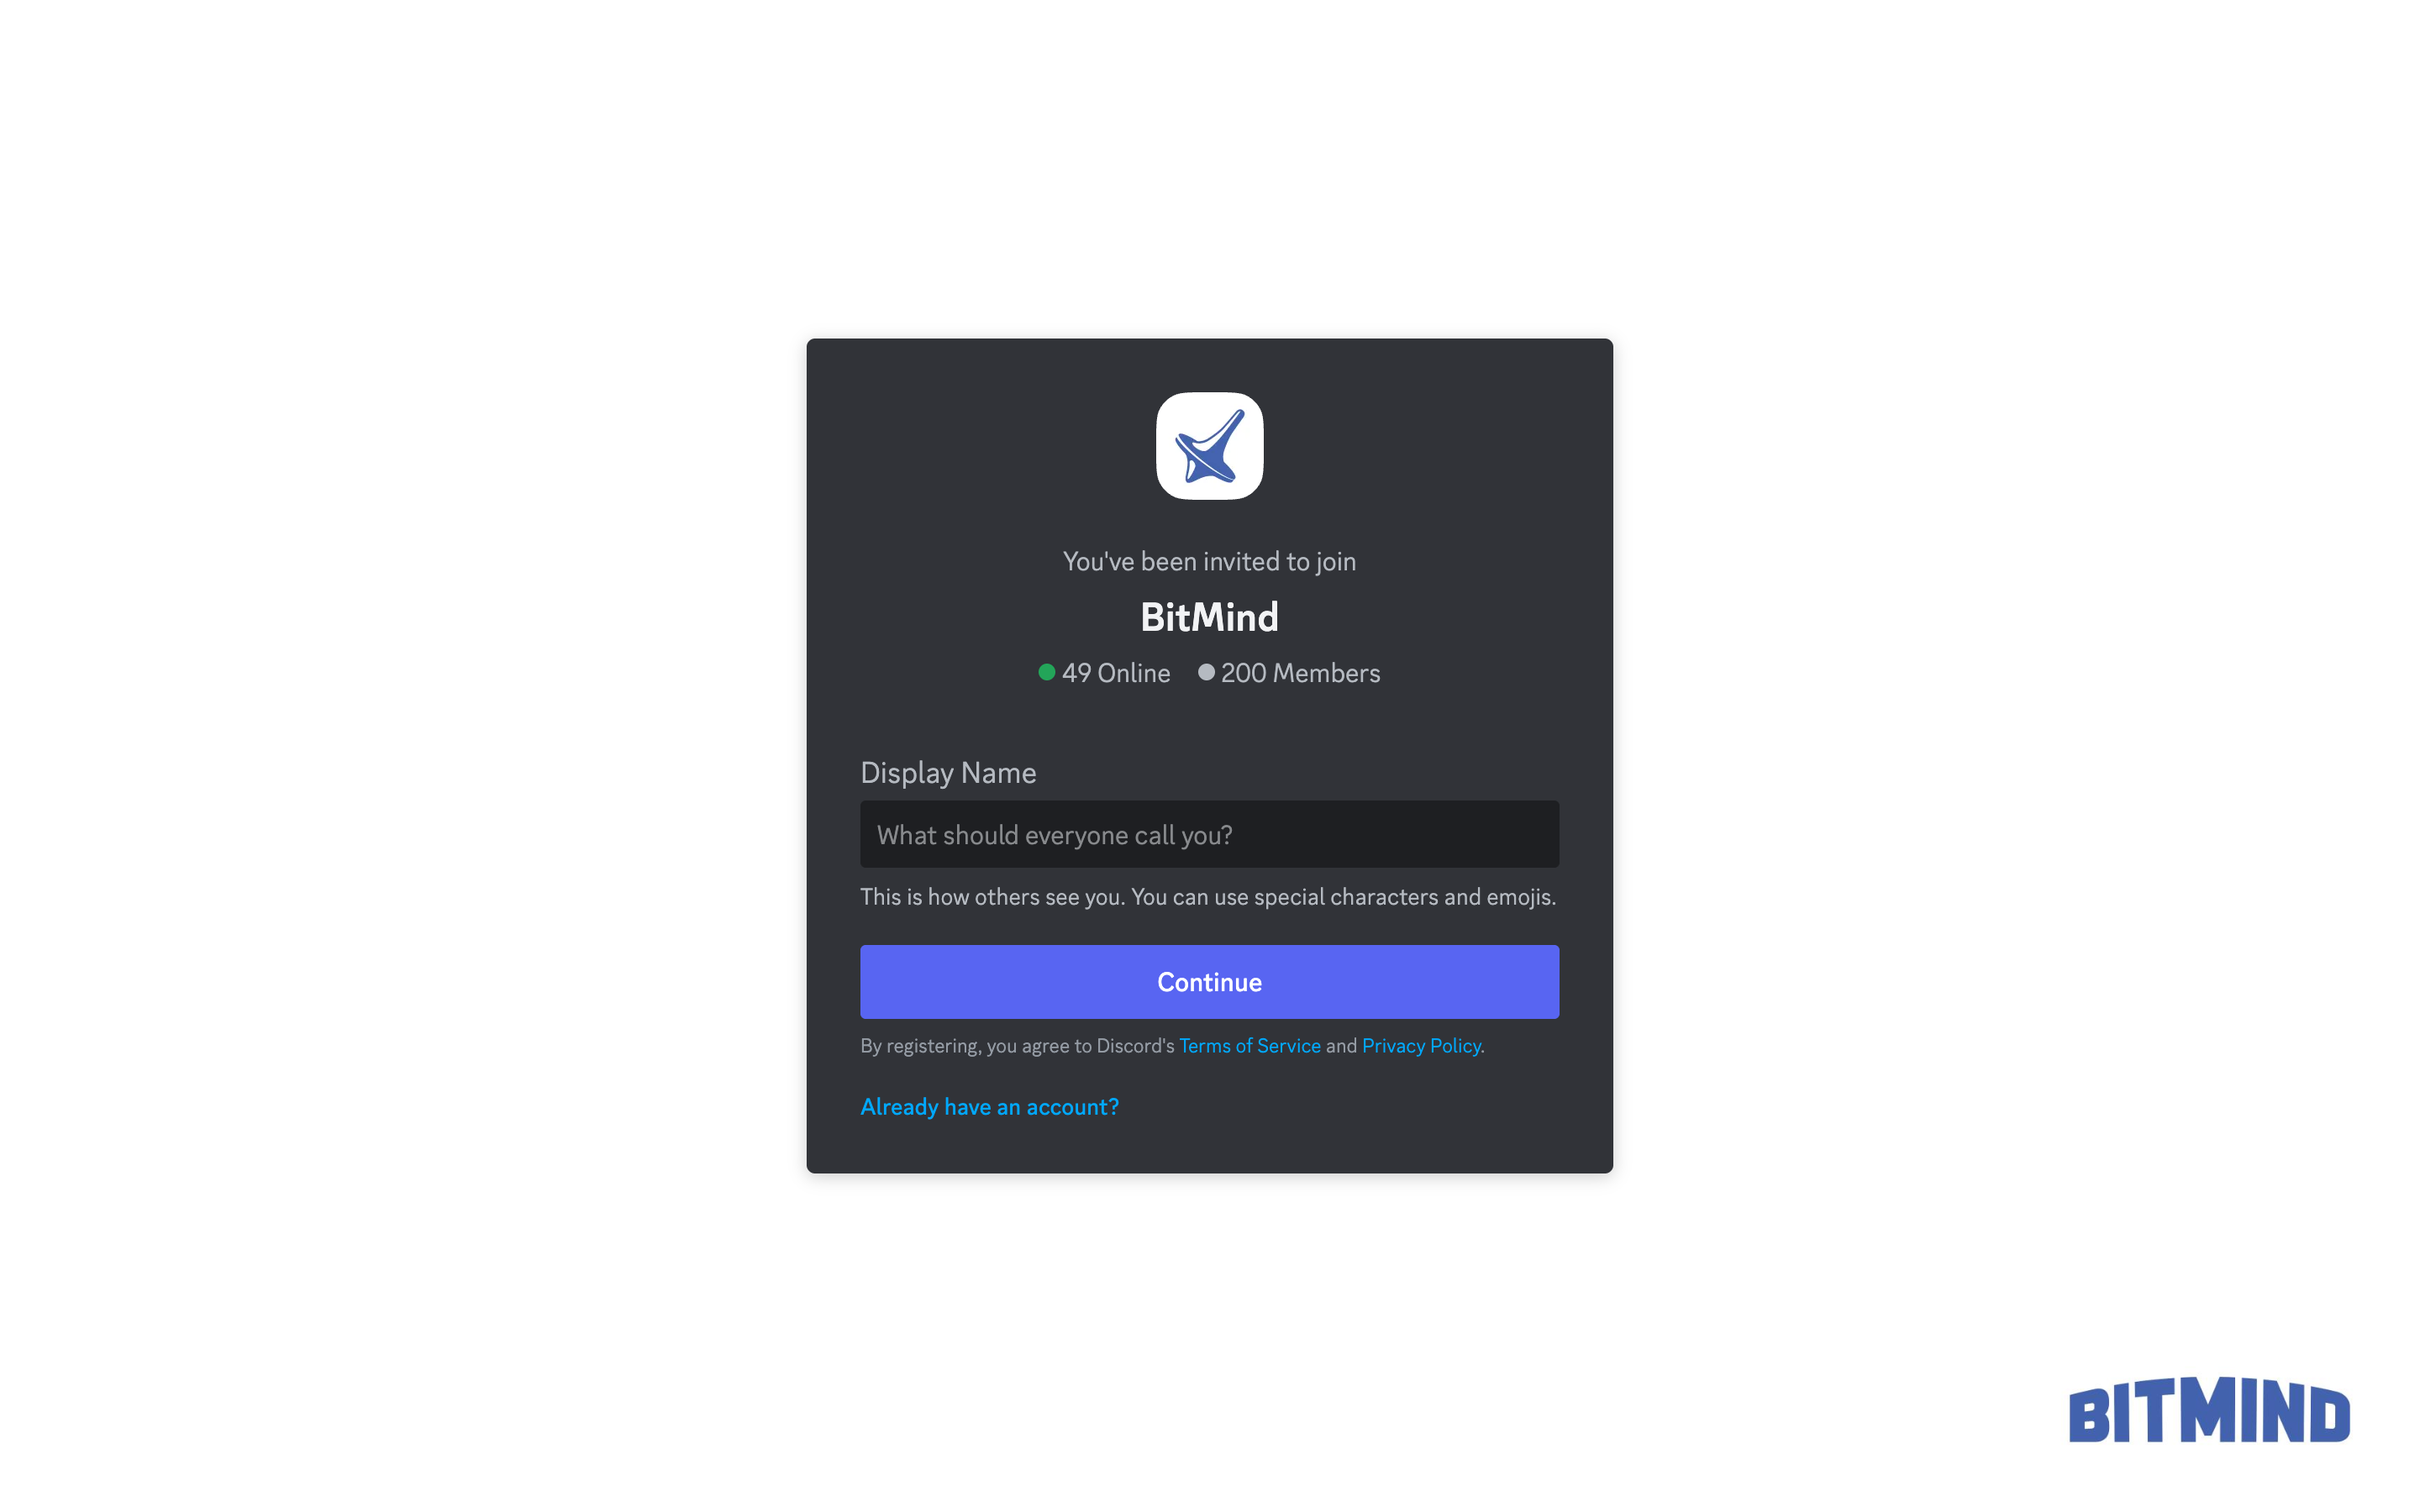 You've been invited to join
BitMind
49 Online 200 Members
Display Name
What should everyone call you?
This is how others see you. You can use special characters and emojis.
Continue
By registering, you agree to Discord's Terms of Service and Privacy Policy.
Already have an account?
BITMIND